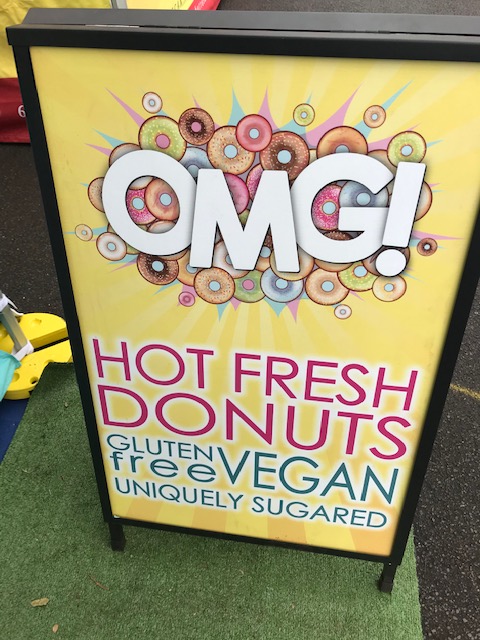 OMG!
HOT FRESH
DONUTS
GLUTEN
free VEGAN
UNIQUELY SUGARED